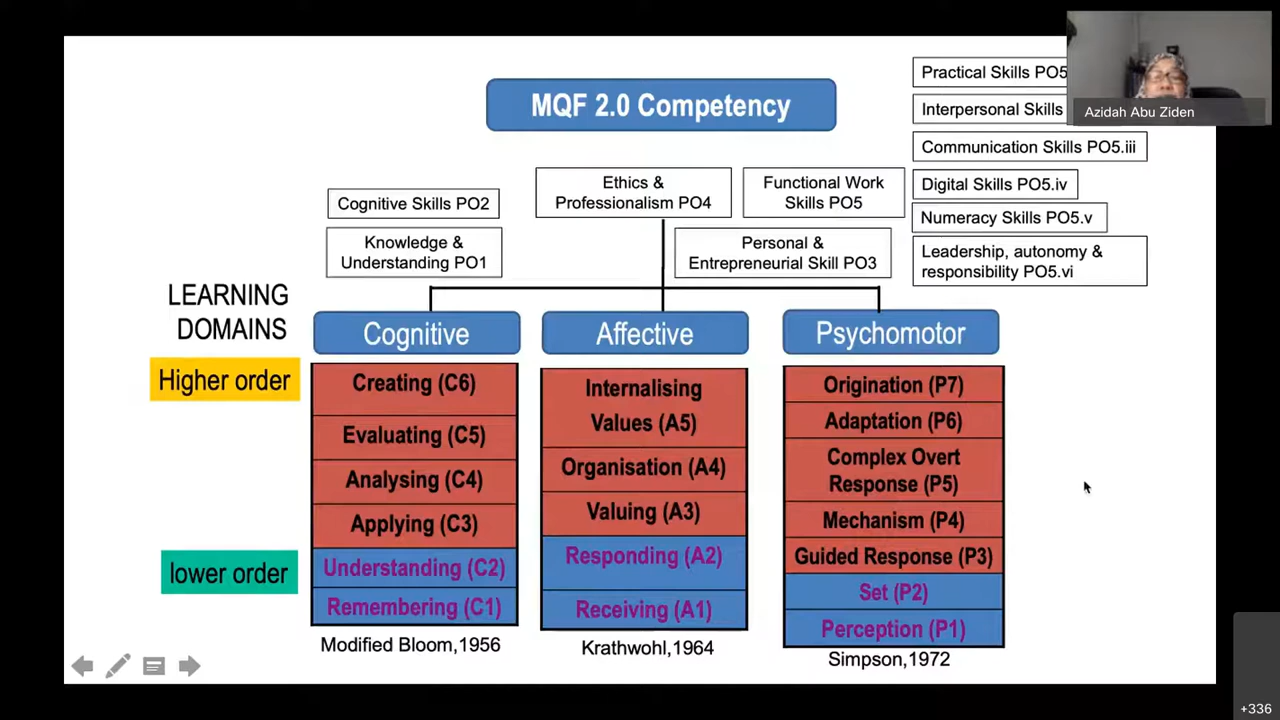 MQF 2.0 Competency
Practical Skills PO5
Interpersonal Skills
Communication Skills PO5.iii
Digital Skills PO5.iv
Numeracy Skills PO5.v
Leadership, autonomy &
responsibility PO5.vi
Azidah Abu Ziden
Cognitive Skills PO2
Knowledge &
Understanding PO1
Ethics &
Professionalism PO4
Functional Work
Skills PO5
Personal &
Entrepreneurial Skill PO3
LEARNING
DOMAINS
Higher order
lower order
Cognitive
Creating (C6)
Evaluating (C5)
Analysing (C4)
Applying (C3)
Understanding (C2)
Remembering (C1)
Modified Bloom,1956
Affective
Internalising
Values (A5)
Organisation (A4)
Valuing (A3)
Responding (A2)
Receiving (A1)
Krathwohl,1964
Psychomotor
Origination (P7)
Adaptation (P6)
Complex Overt
Response (P5)
Mechanism (P4)
Guided Response (P3)
Set (P2)
Perception (P1)
Simpson,1972
+336